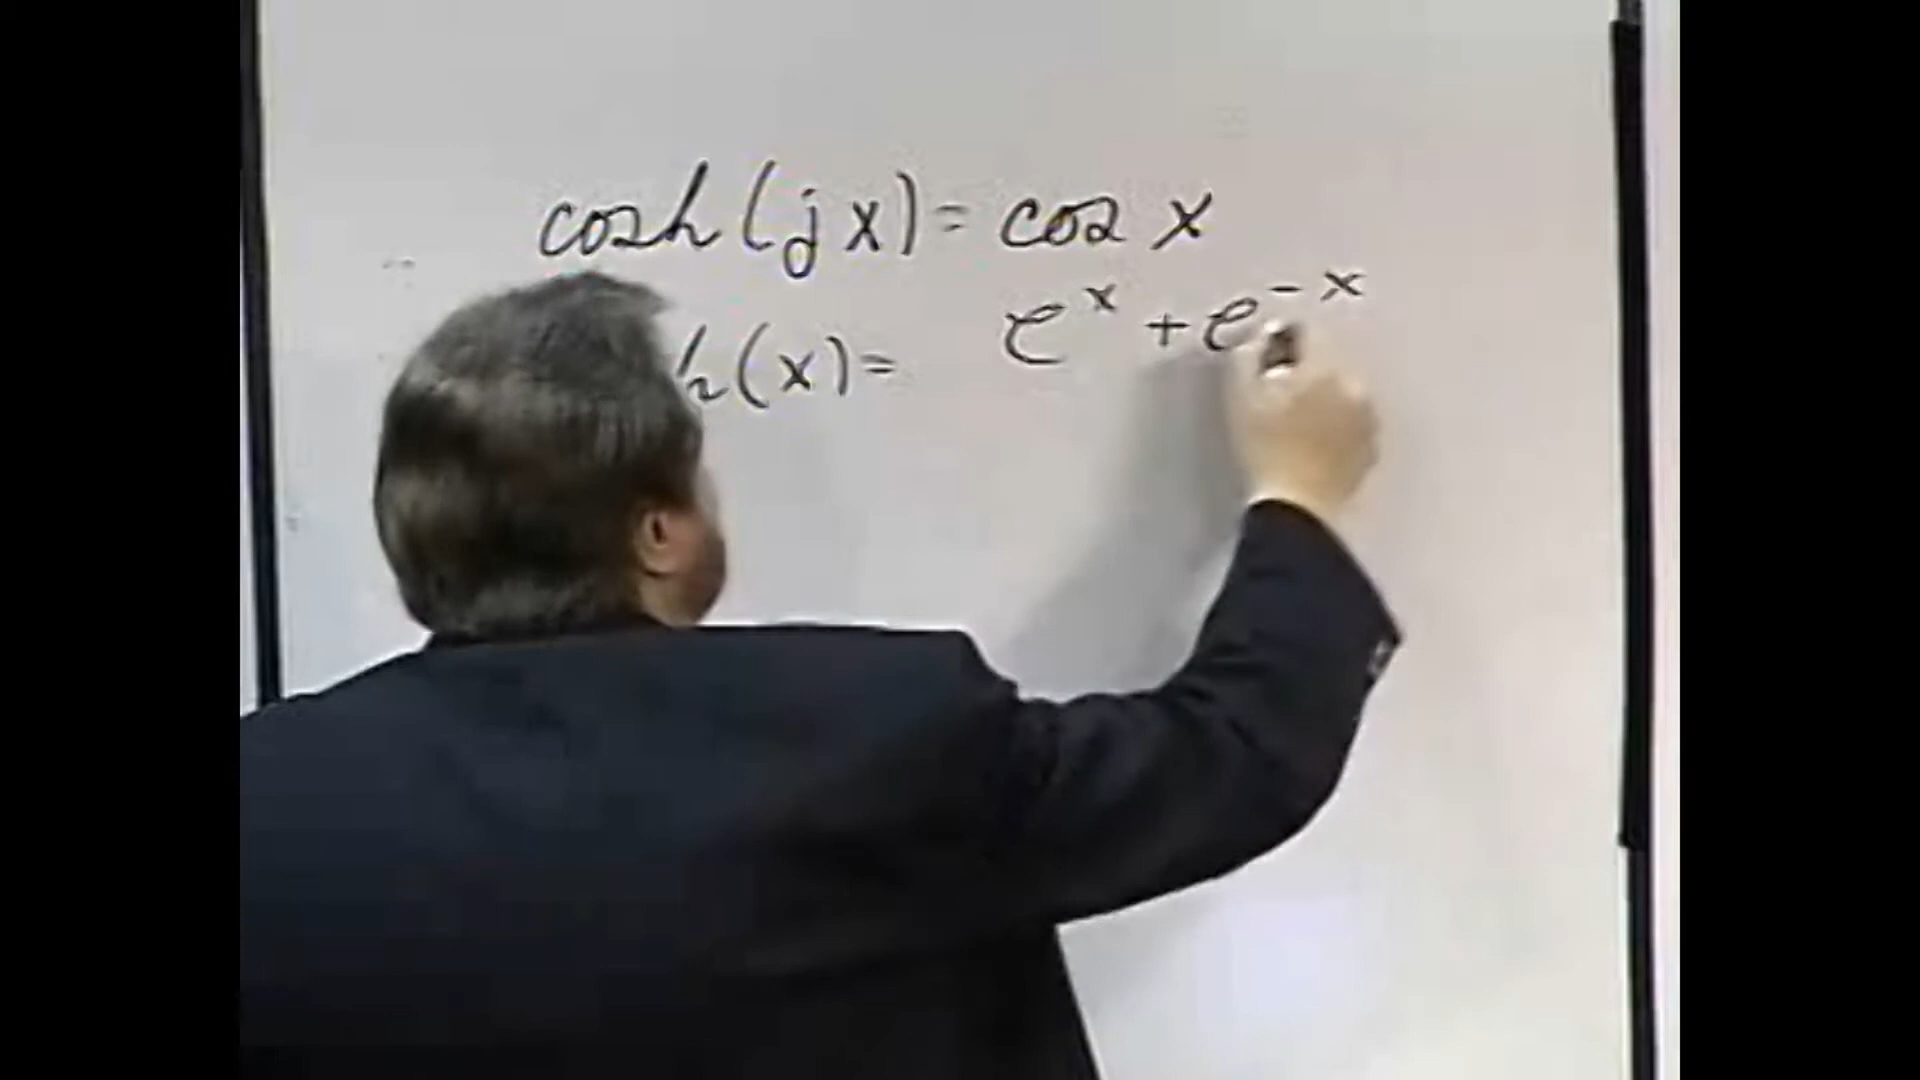 cosh(jx) = cos x
h(x) = e^x + e^-x